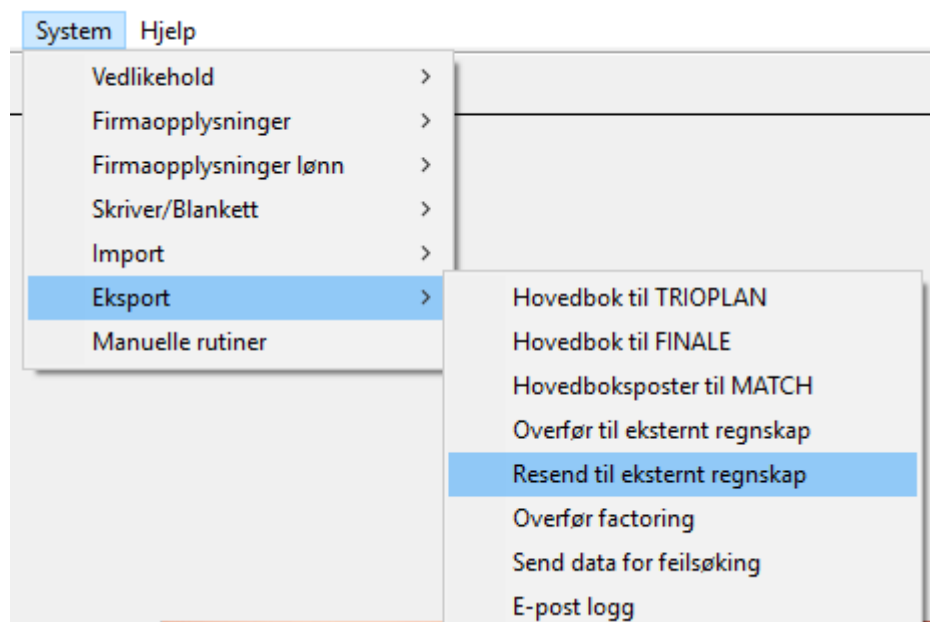 System Hjelp
Vedlikehold
Firmaopplysninger
Firmaopplysninger lønn
Skriver/Blankett
Import
Eksport
Manuelle rutiner
Hovedbok til TRIOPLAN
Hovedbok til FINALE
Hovedboksposter til MATCH
Overfør til eksternt regnskap
Resend til eksternt regnskap
Overfør factoring
Send data for feilsøking
E-post logg